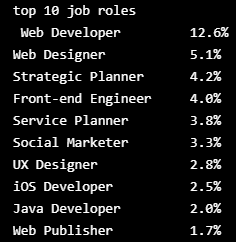 top 10 job roles
Web Developer 12.6%
Web Designer 5.1%
Strategic Planner 4.2%
Front-end Engineer 4.0%
Service Planner 3.8%
Social Marketer 3.3%
UX Designer 2.8%
iOS Developer 2.5%
Java Developer 2.0%
Web Publisher 1.7%